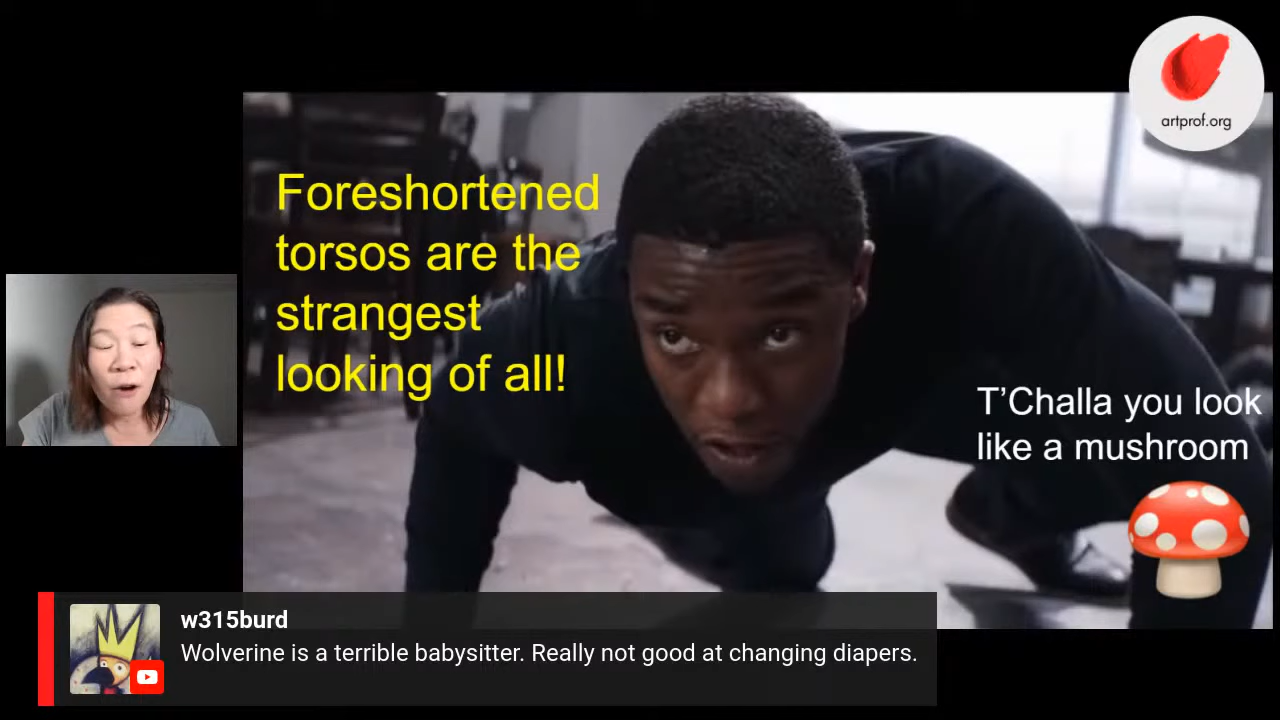 artprof.org
Foreshortened
torsos are the
strangest
looking of all!
T’Challa you look
like a mushroom
w315burd
Wolverine is a terrible babysitter. Really not good at changing diapers.